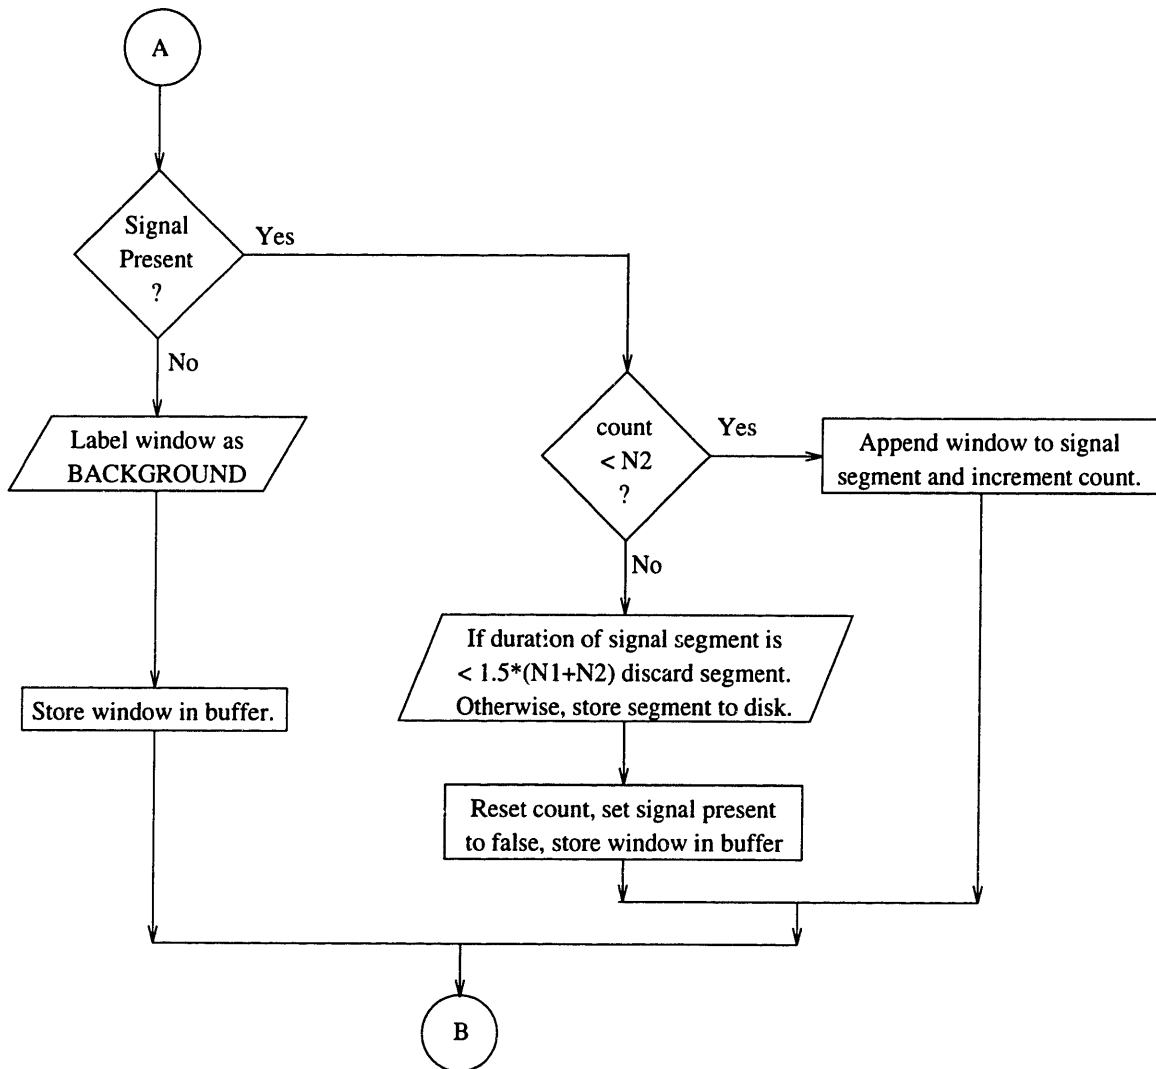 A
Signal
Present
?
Yes
No
Label window as
BACKGROUND
Store window in buffer.
count
< N2
?
Yes
Append window to signal
segment and increment count.
No
If duration of signal segment is
< 1.5*(N1+N2) discard segment.
Otherwise, store segment to disk.
Reset count, set signal present
to false, store window in buffer
B